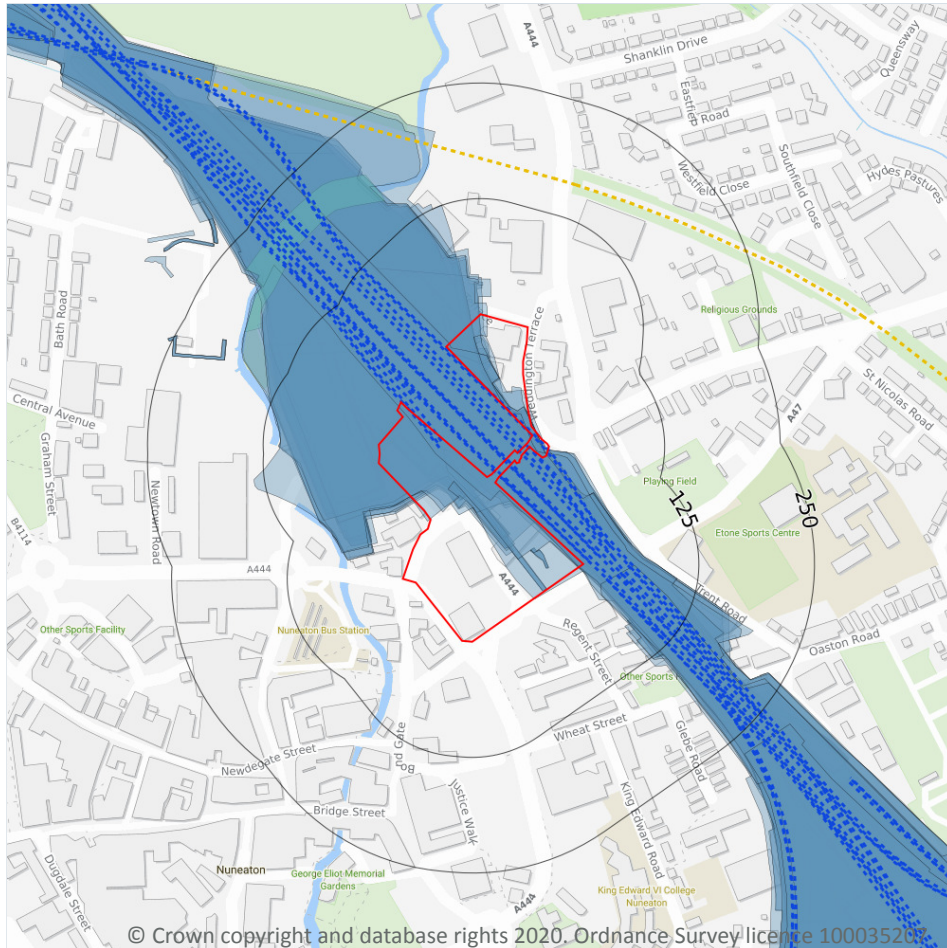 A444
Shanklin Drive
Queensway
Eastfield Road
Westfield Close
Southfield Close
Hydes Pastures
Bath Road
Religious Grounds
St Nicolas Road
Weddington Terrace
A47
Central Avenue
Graham Street
Newtown Road
B4114
Playing Field
125
250
Etone Sports Centre
A444
A444
Trent Road
Other Sports Facility
Nuneaton Bus Station
Regent Street
Oaston Road
Other Sports
Wheat Street
Glebe Road
Newdegate Street
Bond Gate
Bridge Street
Justice Walk
King Edward Road
Nuneaton
George Eliot Memorial
Gardens
Dugdale Street
King Edward VI College
Nuneaton
A444
© Crown copyright and database rights 2020. Ordnance Survey licence 100035207